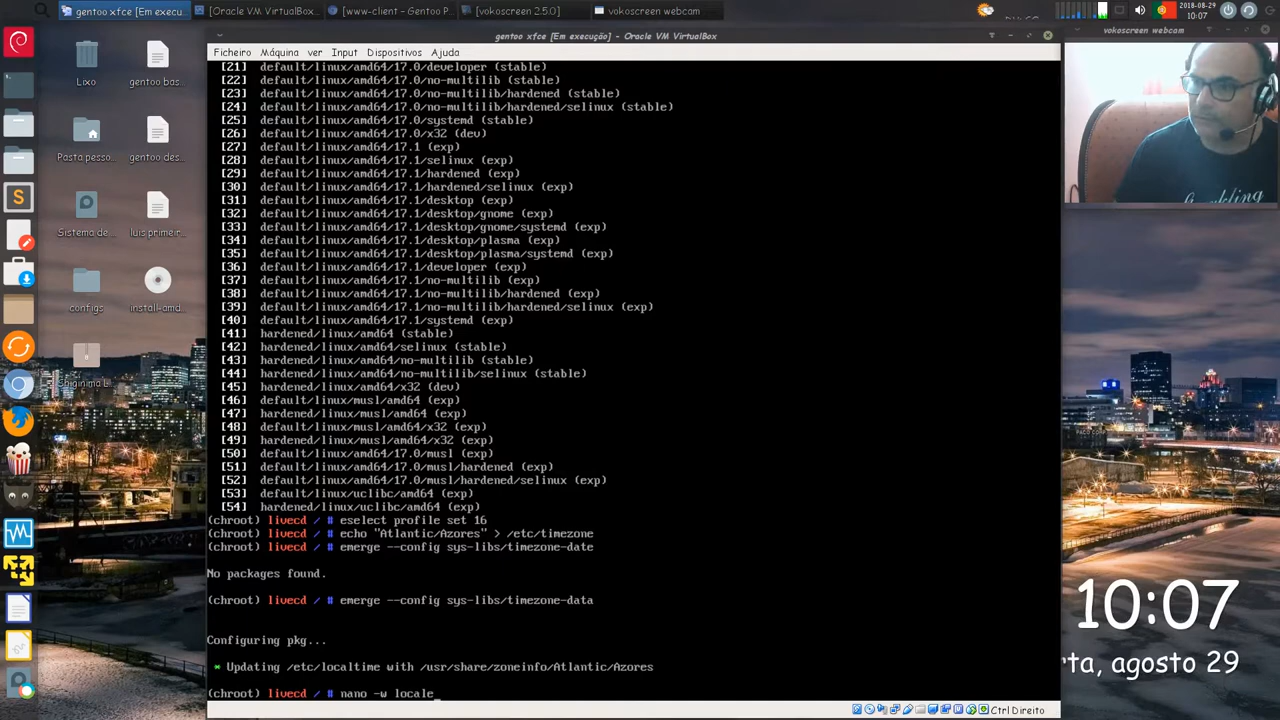 gentoo xfce [Em execu...
[Oracle VM VirtualBox ...
[www-client - Gentoo P...
[vokoscreen 2.5.0]
vokoscreen webcam
2018-08-29
10:07
gentoo xfce [Em execução] - Oracle VM VirtualBox
vokoscreen webcam
Ficheiro Máquina ver Input Dispositivos Ajuda
Lixo
gentoo bas...
Pasta pesso...
gentoo des...
Sistema de...
luis primeir...
configs
install-amd...
[21] default/linux/amd64/17.0/developer (stable)
[22] default/linux/amd64/17.0/no-multilib (stable)
[23] default/linux/amd64/17.0/no-multilib/hardened (stable)
[24] default/linux/amd64/17.0/no-multilib/hardened/selinux (stable)
[25] default/linux/amd64/17.0/systemd (stable)
[26] default/linux/amd64/17.0/x32 (dev)
[27] default/linux/amd64/17.1 (exp)
[28] default/linux/amd64/17.1/selinux (exp)
[29] default/linux/amd64/17.1/hardened (exp)
[30] default/linux/amd64/17.1/hardened/selinux (exp)
[31] default/linux/amd64/17.1/desktop (exp)
[32] default/linux/amd64/17.1/desktop/gnome (exp)
[33] default/linux/amd64/17.1/desktop/gnome/systemd (exp)
[34] default/linux/amd64/17.1/desktop/plasma (exp)
[35] default/linux/amd64/17.1/desktop/plasma/systemd (exp)
[36] default/linux/amd64/17.1/developer (exp)
[37] default/linux/amd64/17.1/no-multilib (exp)
[38] default/linux/amd64/17.1/no-multilib/hardened (exp)
[39] default/linux/amd64/17.1/no-multilib/hardened/selinux (exp)
[40] default/linux/amd64/17.1/systemd (exp)
[41] hardened/linux/amd64 (stable)
[42] hardened/linux/amd64/selinux (stable)
[43] hardened/linux/amd64/no-multilib (stable)
[44] hardened/linux/amd64/no-multilib/selinux (stable)
[45] hardened/linux/amd64/x32 (dev)
[46] default/linux/musl/amd64 (exp)
[47] hardened/linux/musl/amd64 (exp)
[48] default/linux/musl/amd64/x32 (exp)
[49] hardened/linux/musl/amd64/x32 (exp)
[50] default/linux/amd64/17.0/musl (exp)
[51] default/linux/amd64/17.0/musl/hardened (exp)
[52] default/linux/amd64/17.0/musl/hardened/selinux (exp)
[53] default/linux/uclibc/amd64 (exp)
[54] hardened/linux/uclibc/amd64 (exp)
(chroot) livecd / # eselect profile set 16
(chroot) livecd / # echo "Atlantic/Azores" > /etc/timezone
(chroot) livecd / # emerge --config sys-libs/timezone-date
No packages found.
(chroot) livecd / # emerge --config sys-libs/timezone-data
Configuring pkg...
* Updating /etc/localtime with /usr/share/zoneinfo/Atlantic/Azores
(chroot) livecd / # nano -w locale_
Ctrl Direito
10:07
rta, agosto 29